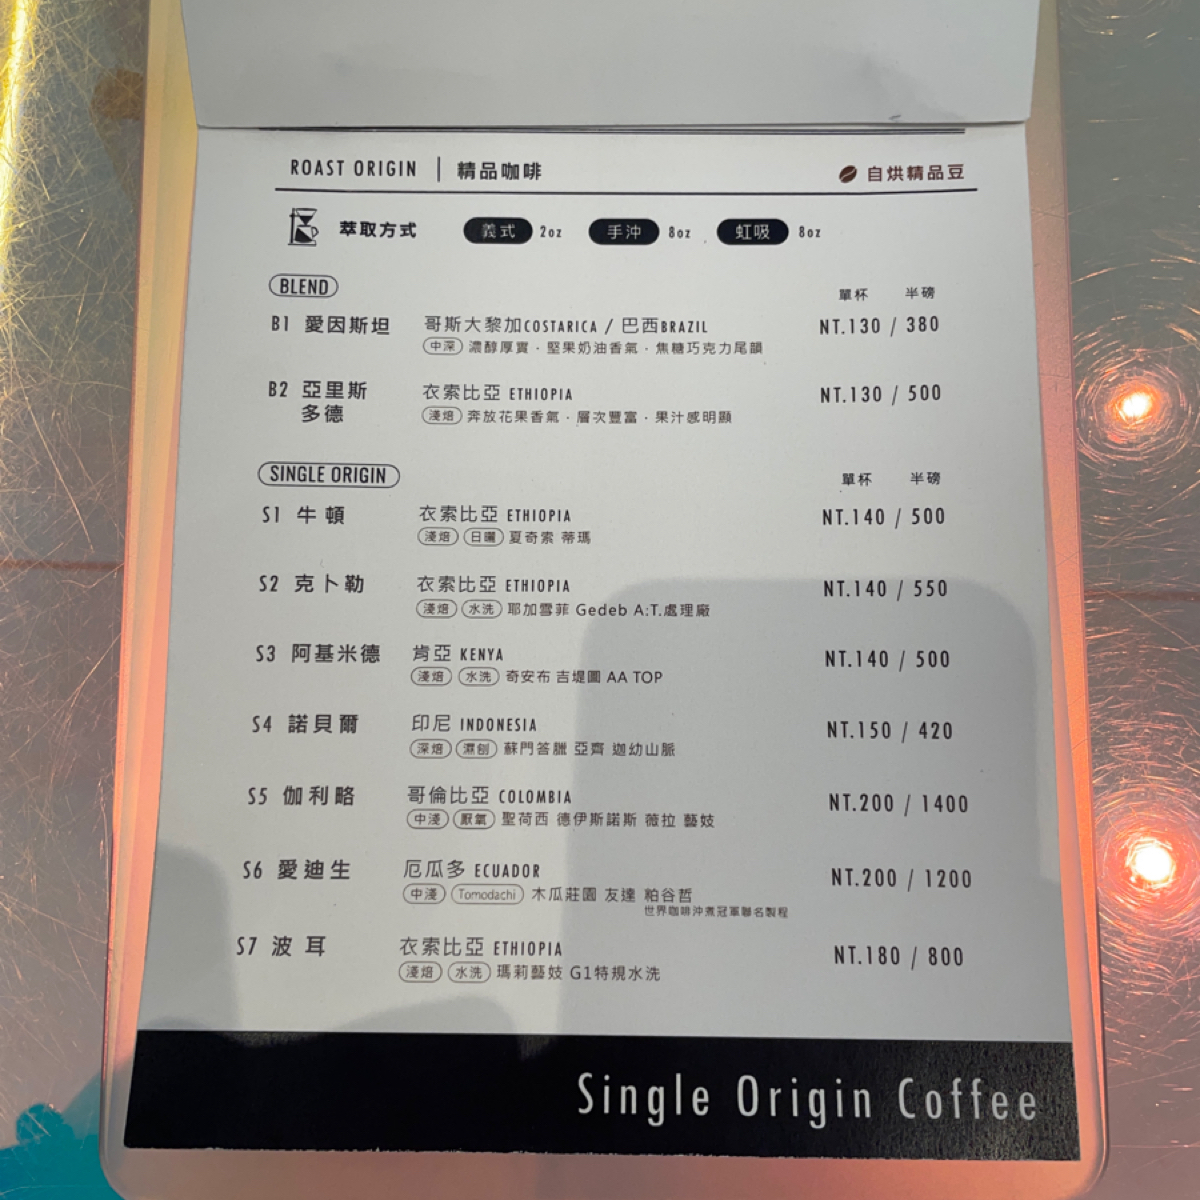 ROAST ORIGIN | 精品咖啡 自烘精品豆
萃取方式 義式 2oz 手沖 8oz 虹吸 8oz
BLEND 單杯 半磅
B1 愛因斯坦 哥斯大黎加COSTARICA / 巴西BRAZIL NT.130 / 380
中深 濃醇厚實．堅果奶油香氣．焦糖巧克力尾韻
B2 亞里斯 衣索比亞 ETHIOPIA NT.130 / 500
多德 淺焙 奔放花果香氣．層次豐富．果汁感明顯
SINGLE ORIGIN 單杯 半磅
S1 牛頓 衣索比亞 ETHIOPIA NT.140 / 500
淺焙 日曬 夏奇索 蒂瑪
S2 克卜勒 衣索比亞 ETHIOPIA NT.140 / 550
淺焙 水洗 耶加雪菲 Gedeb A:T.處理廠
S3 阿基米德 肯亞 KENYA NT.140 / 500
淺焙 水洗 奇安布 吉堤圖 AA TOP
S4 諾貝爾 印尼 INDONESIA NT.150 / 420
深焙 濕刨 蘇門答臘 亞齊 迦幼山脈
S5 伽利略 哥倫比亞 COLOMBIA NT.200 / 1400
中淺 厭氧 聖荷西 德伊斯諾斯 薇拉 藝妓
S6 愛迪生 厄瓜多 ECUADOR NT.200 / 1200
中淺 Tomodachi 木瓜莊園 友達 粕谷哲
世界咖啡沖煮冠軍聯名製程
S7 波耳 衣索比亞 ETHIOPIA NT.180 / 800
淺焙 水洗 瑪莉藝妓 G1特規水洗
Single Origin Coffee